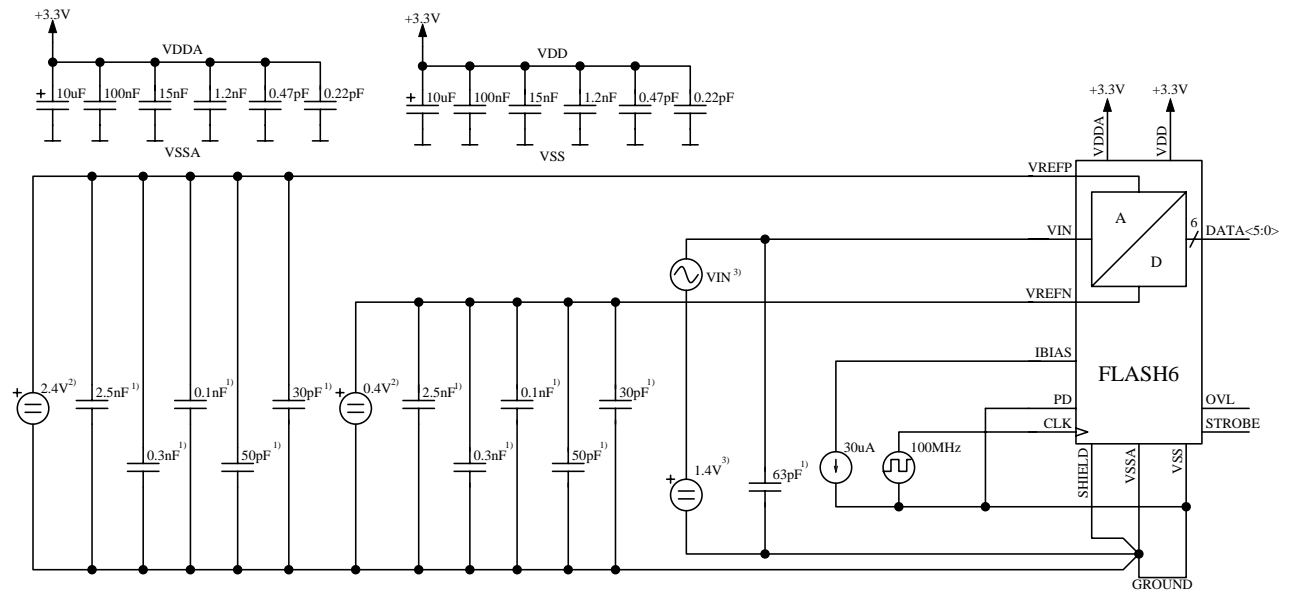 +3.3V
VDDA
+ 10uF 100nF 15nF 1.2nF 0.47pF 0.22pF
VSSA
+3.3V
VDD
+ 10uF 100nF 15nF 1.2nF 0.47pF 0.22pF
VSS
+3.3V +3.3V
VDDA VDD
VREFP
VIN
A
D
6
DATA<5:0>
VIN 3)
VREFN
IBIAS
FLASH6
PD
CLK
OVL
STROBE
+ 2.4V 2) 2.5nF 1) 0.1nF 1) 30pF 1)
0.3nF 1) 50pF 1)
+ 0.4V 2) 2.5nF 1) 0.1nF 1) 30pF 1)
0.3nF 1) 50pF 1)
+ 1.4V 3)
63pF 1)
30uA
100MHz
SHIELD VSSA VSS
GROUND